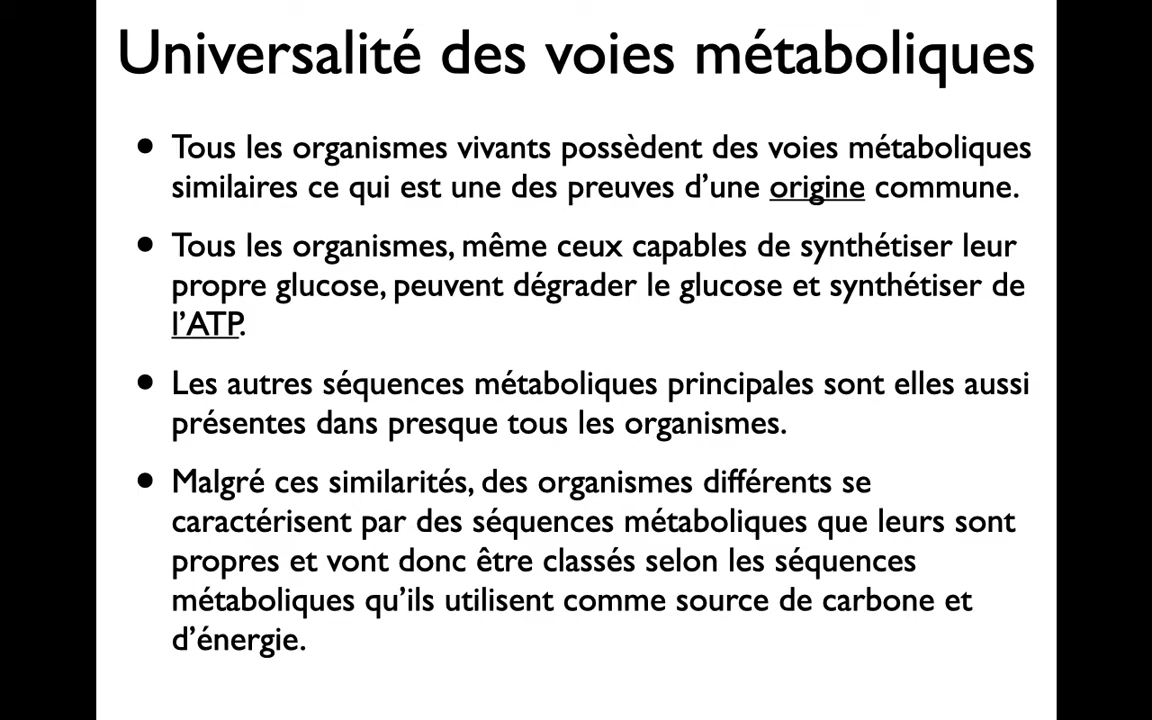 Universalité des voies métaboliques
• Tous les organismes vivants possèdent des voies métaboliques
similaires ce qui est une des preuves d’une origine commune.
• Tous les organismes, même ceux capables de synthétiser leur
propre glucose, peuvent dégrader le glucose et synthétiser de
l’ATP.
• Les autres séquences métaboliques principales sont elles aussi
présentes dans presque tous les organismes.
• Malgré ces similarités, des organismes différents se
caractérisent par des séquences métaboliques que leurs sont
propres et vont donc être classés selon les séquences
métaboliques qu’ils utilisent comme source de carbone et
d’énergie.